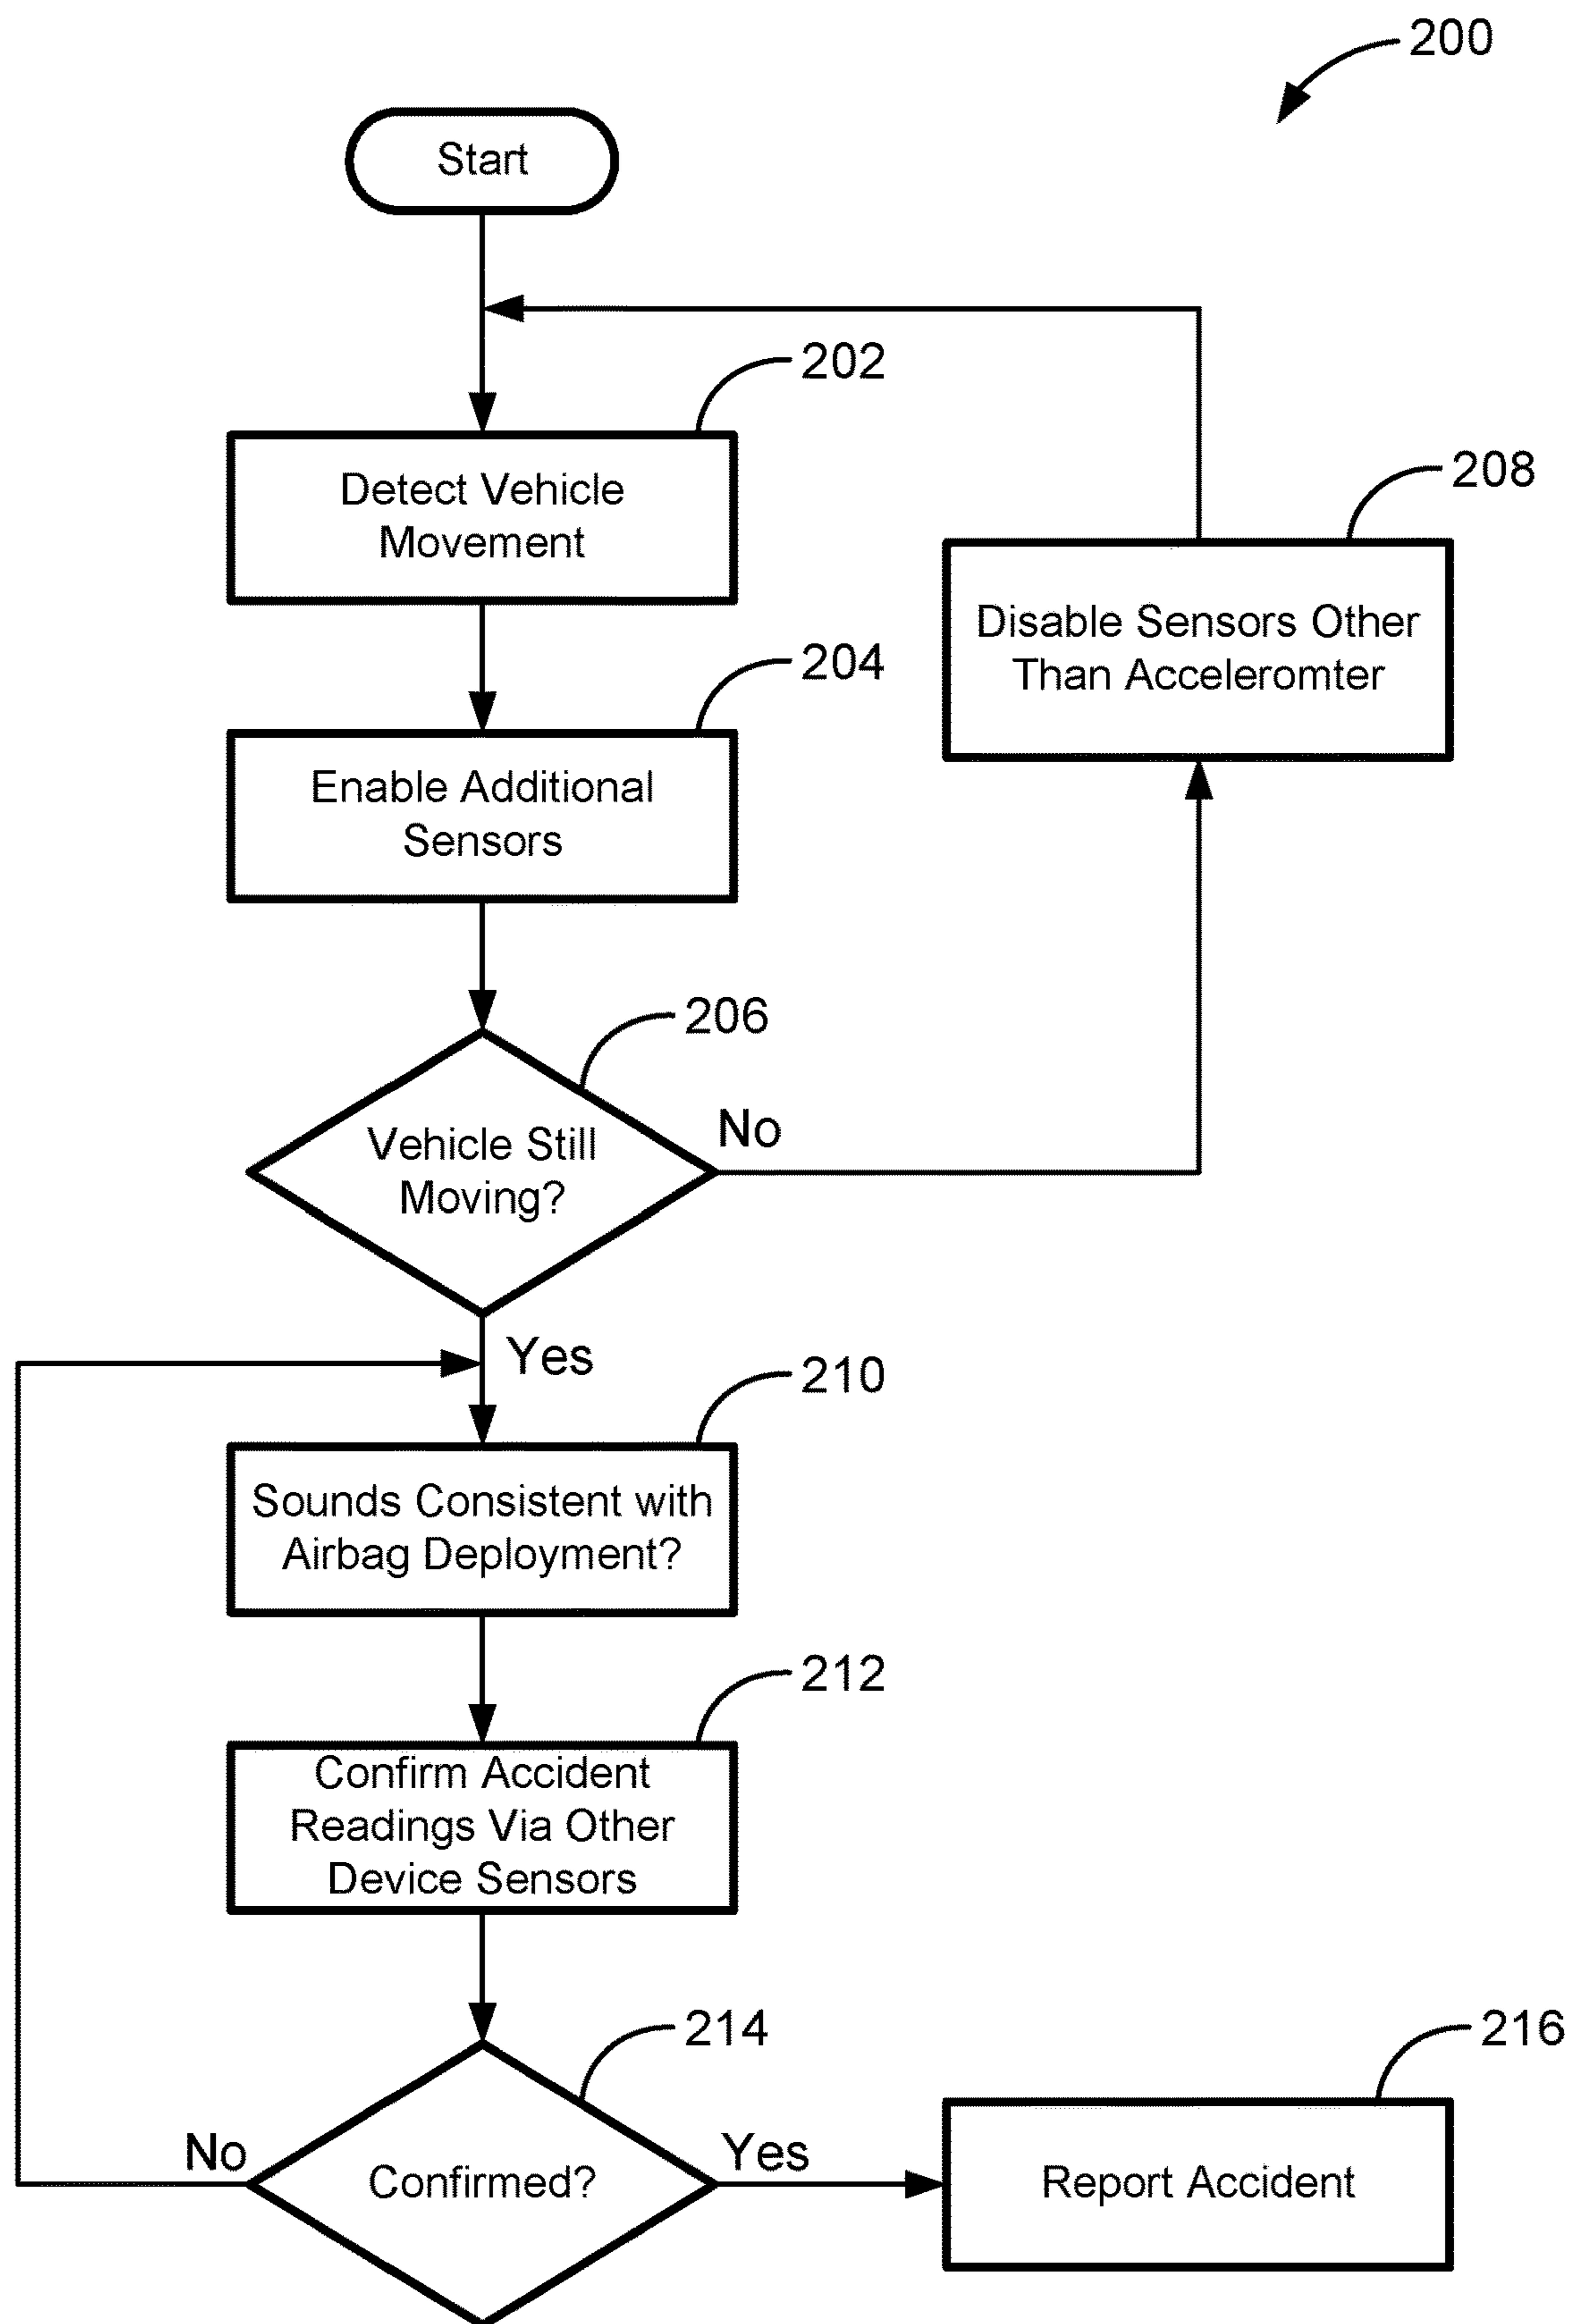 200
Start
202
Detect Vehicle
Movement
208
Disable Sensors Other
Than Acceleromter
204
Enable Additional
Sensors
206
Vehicle Still
Moving?
No
Yes
210
Sounds Consistent with
Airbag Deployment?
212
Confirm Accident
Readings Via Other
Device Sensors
214
216
No
Confirmed?
Yes
Report Accident